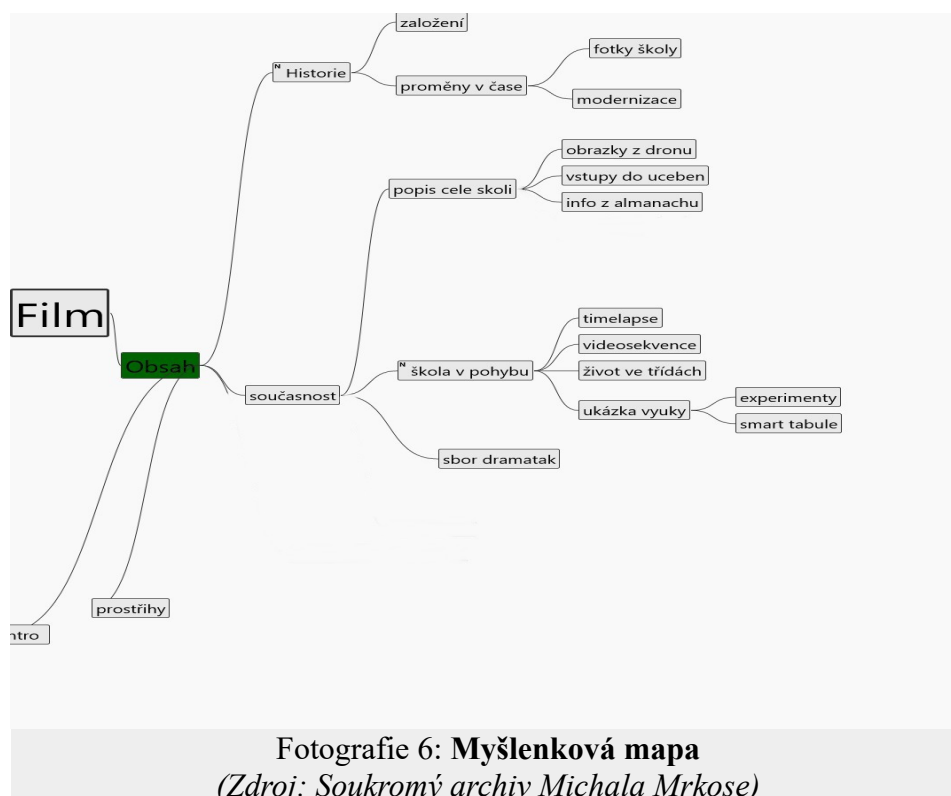 založení
Historie
fotky školy
proměny v čase
modernizace
obrazky z dronu
popis cele skoli
vstupy do uceben
info z almanachu
Film
Obsah
timelapse
videosekvence
škola v pohybu
život ve třídách
současnost
ukázka vyuky
experimenty
smart tabule
sbor dramatak
prostřihy
ntro
Fotografie 6: Myšlenková mapa
(Zdroj: Soukromý archiv Michala Mrkose)